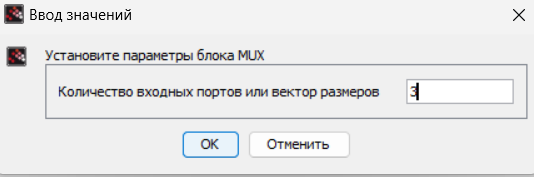 Ввод значений
Установите параметры блока MUX
Количество входных портов или вектор размеров 3
OK Отменить